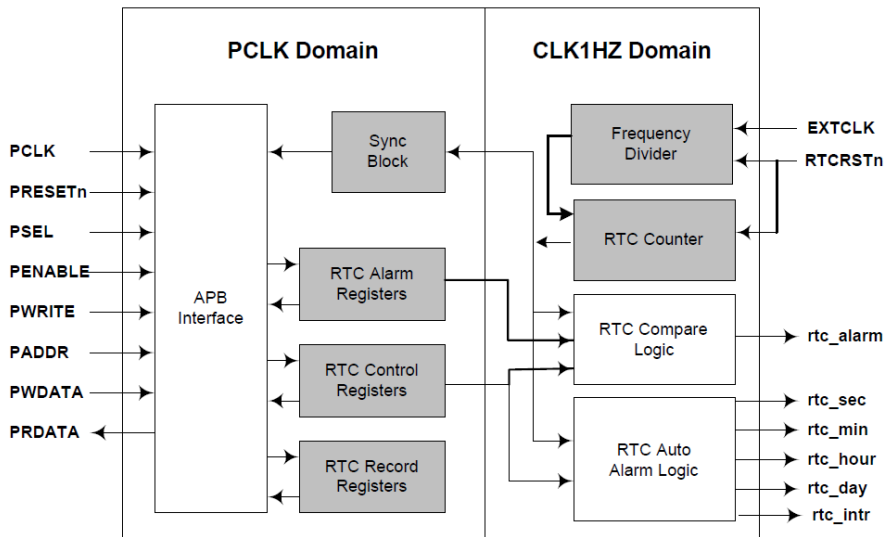 PCLK Domain
CLK1HZ Domain
PCLK
PRESETn
PSEL
PENABLE
PWRITE
PADDR
PWDATA
PRDATA
APB
Interface
Sync
Block
RTC Alarm
Registers
RTC Control
Registers
RTC Record
Registers
Frequency
Divider
RTC Counter
RTC Compare
Logic
RTC Auto
Alarm Logic
EXTCLK
RTCRSTn
rtc_alarm
rtc_sec
rtc_min
rtc_hour
rtc_day
rtc_intr